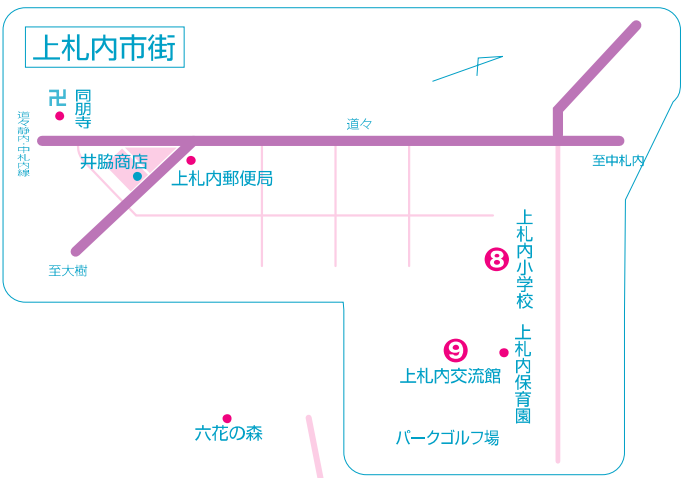 上札内市街
卍
同朋寺
道々静内・中札内線
道々
井脇商店
上札内郵便局
至中札内
至大樹
上札内小学校
8
上札内保育園
9
上札内交流館
六花の森
パークゴルフ場